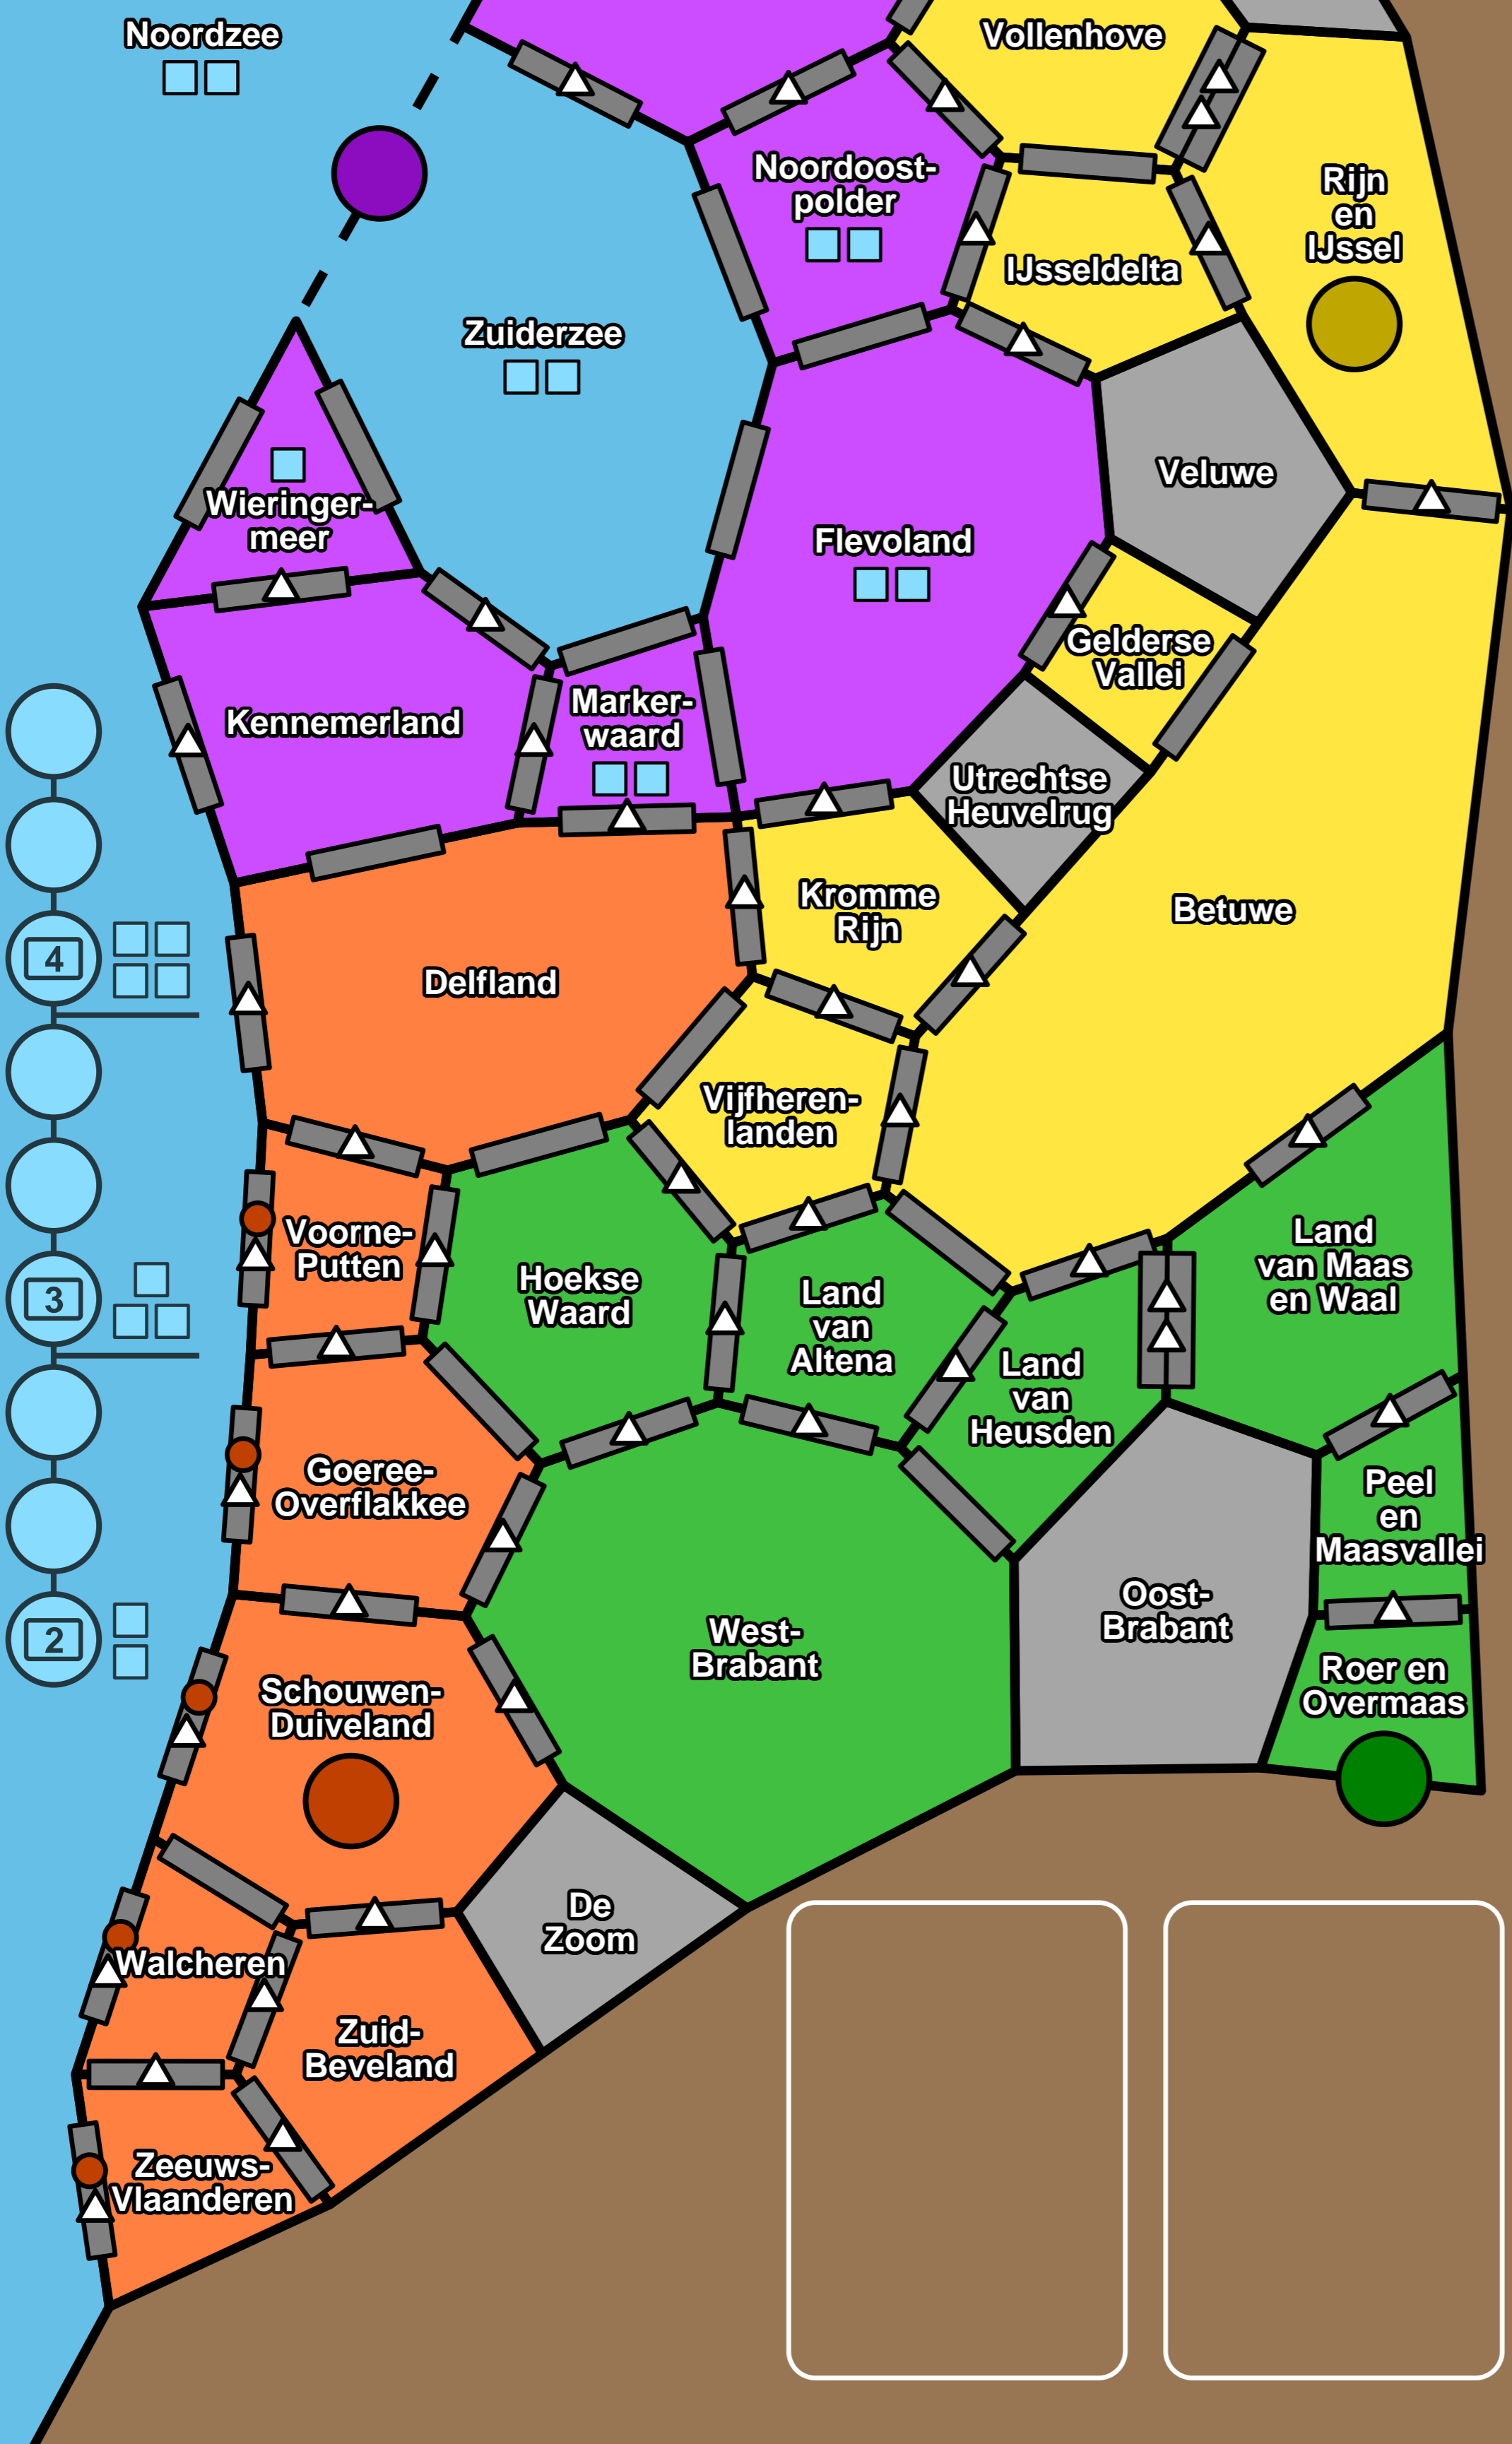 Noordzee
Vollenhove
Noordoost-
polder
Rijn
en
IJssel
IJsseldelta
Zuiderzee
Veluwe
Wieringer-
meer
Flevoland
Gelderse
Vallei
Kennemerland
Marker-
waard
Utrechtse
Heuvelrug
Kromme
Rijn
Betuwe
4
Delfland
Vijfheren-
landen
Voorne-
Putten
Hoekse
Waard
Land
van
Altena
Land
van Maas
en Waal
3
Land
van
Heusden
Goeree-
Overflakkee
Peel
en
Maasvallei
Oost-
Brabant
West-
Brabant
2
Roer en
Overmaas
Schouwen-
Duiveland
De
Zoom
Walcheren
Zuid-
Beveland
Zeeuws-
Vlaanderen